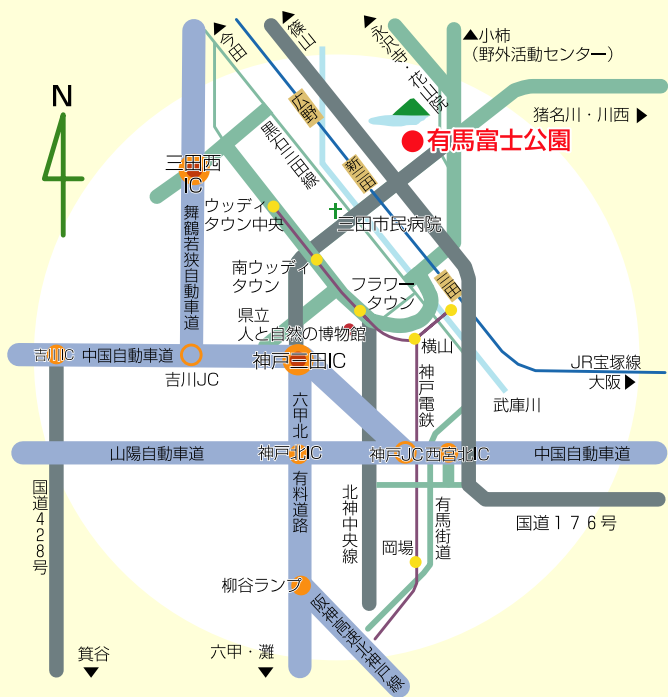 今田
篠山
永沢寺・花山院
▲小柿
（野外活動センター）
N
広野
猪名川・川西▶
有馬富士公園
黒石三田線
新三田
三田西
IC
ウッディ
タウン中央
三田市民病院
舞鶴若狭自動車道
南ウッディ
タウン
フラワー
タウン
三田
県立
人と自然の博物館
横山
吉川IC
中国自動車道
吉川JC
神戸三田IC
JR宝塚線
大阪▶
神戸電鉄
武庫川
六甲北
有料道路
山陽自動車道
神戸北IC
神戸JC
西宮北IC
中国自動車道
国道428号
北神中央線
有馬街道
国道176号
岡場
柳谷ランプ
阪神高速北神戸線
箕谷
六甲・灘